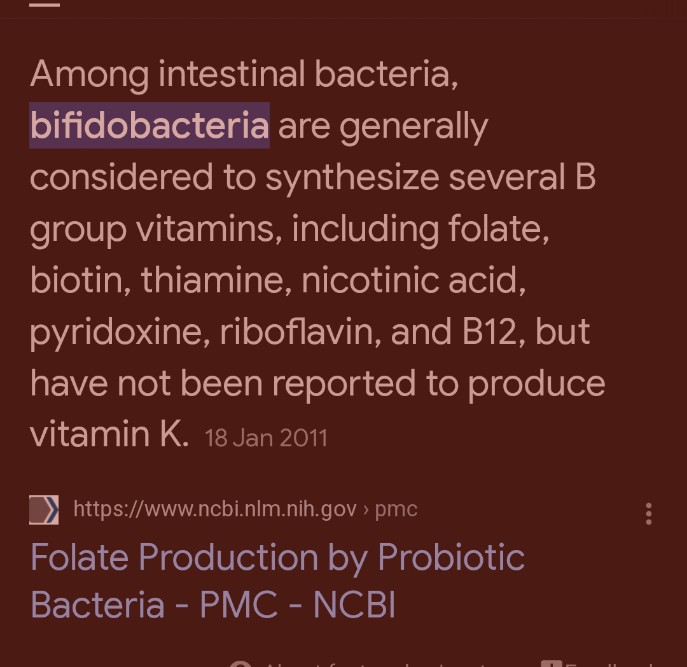 Among intestinal bacteria,
bifidobacteria are generally
considered to synthesize several B
group vitamins, including folate,
biotin, thiamine, nicotinic acid,
pyridoxine, riboflavin, and B12, but
have not been reported to produce
vitamin K. 18 Jan 2011
https://www.ncbi.nlm.nih.gov › pmc
Folate Production by Probiotic
Bacteria - PMC - NCBI